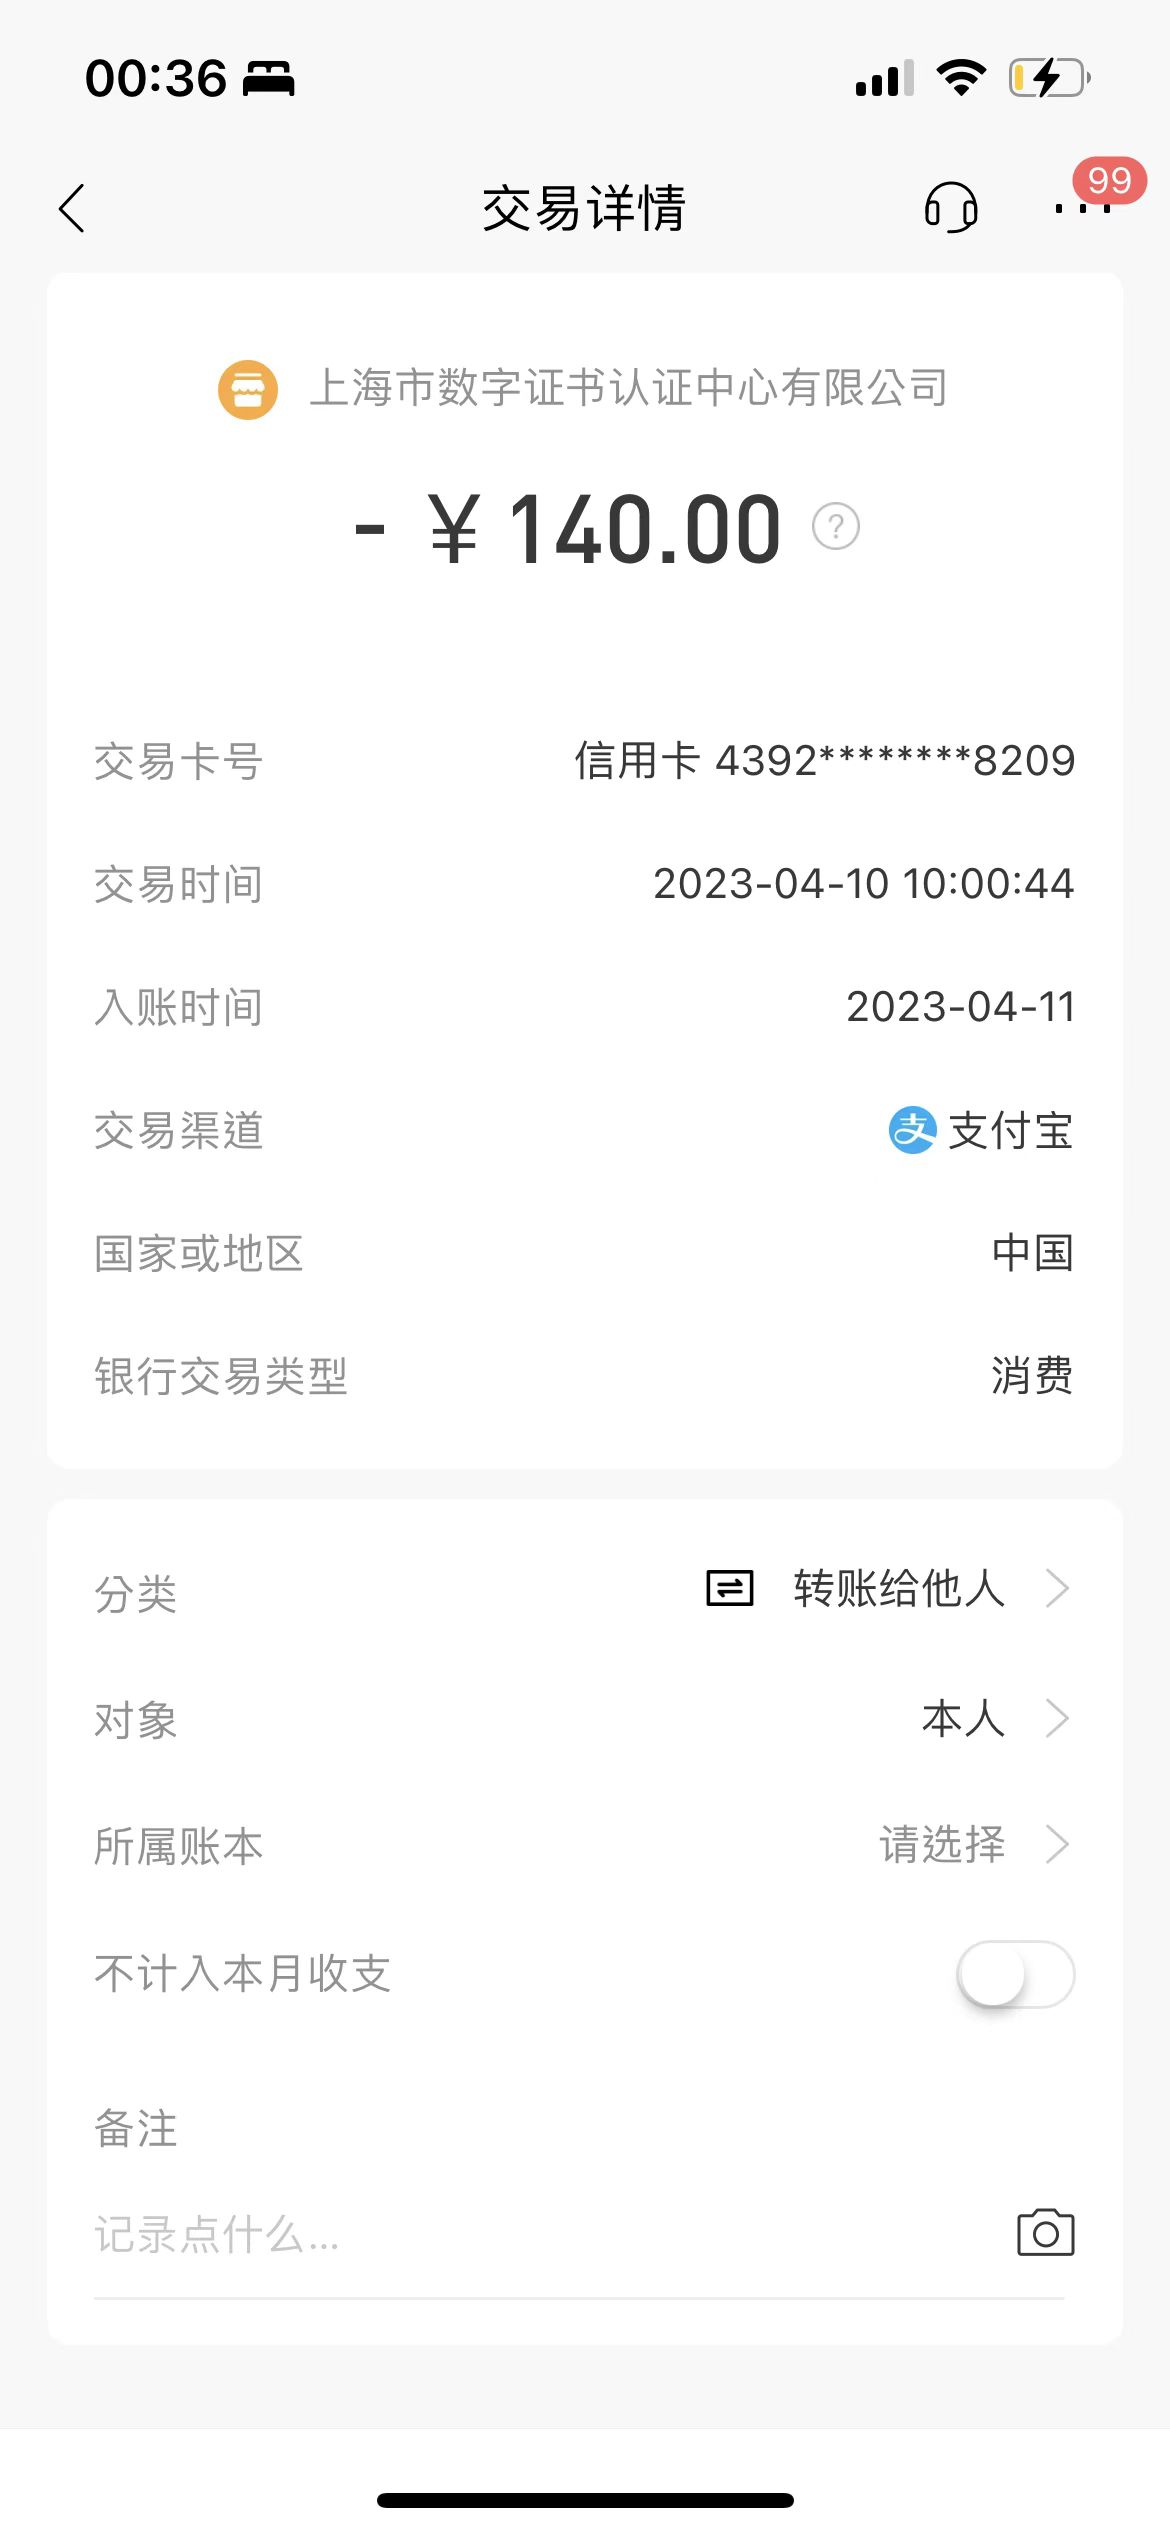 00:36
交易详情
99
上海市数字证书认证中心有限公司
- ¥ 140.00 ?
交易卡号 信用卡 4392********8209
交易时间 2023-04-10 10:00:44
入账时间 2023-04-11
交易渠道 支 支付宝
国家或地区 中国
银行交易类型 消费
分类 转账给他人
对象 本人
所属账本 请选择
不计入本月收支
备注
记录点什么...